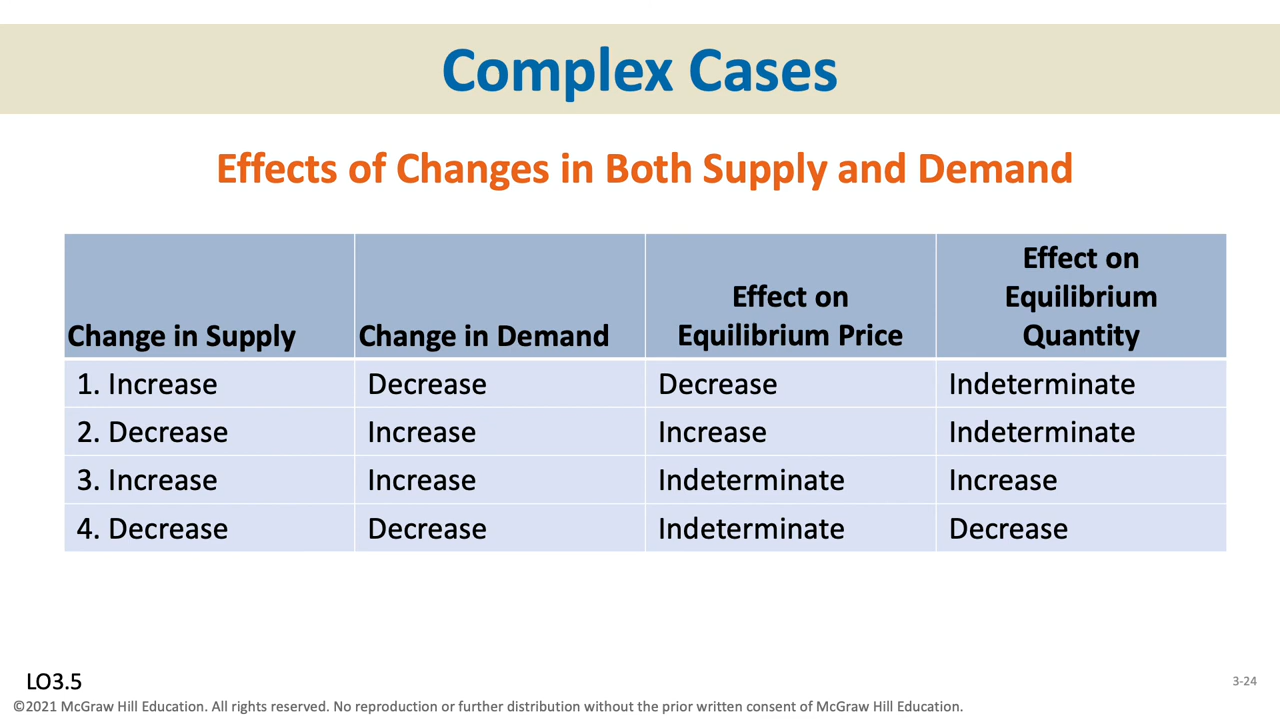 Complex Cases
Effects of Changes in Both Supply and Demand
Change in Supply
Change in Demand
Effect on
Equilibrium Price
Effect on
Equilibrium
Quantity
1. Increase
Decrease
Decrease
Indeterminate
2. Decrease
Increase
Increase
Indeterminate
3. Increase
Increase
Indeterminate
Increase
4. Decrease
Decrease
Indeterminate
Decrease
LO3.5
3-24
©2021 McGraw Hill Education. All rights reserved. No reproduction or further distribution without the prior written consent of McGraw Hill Education.